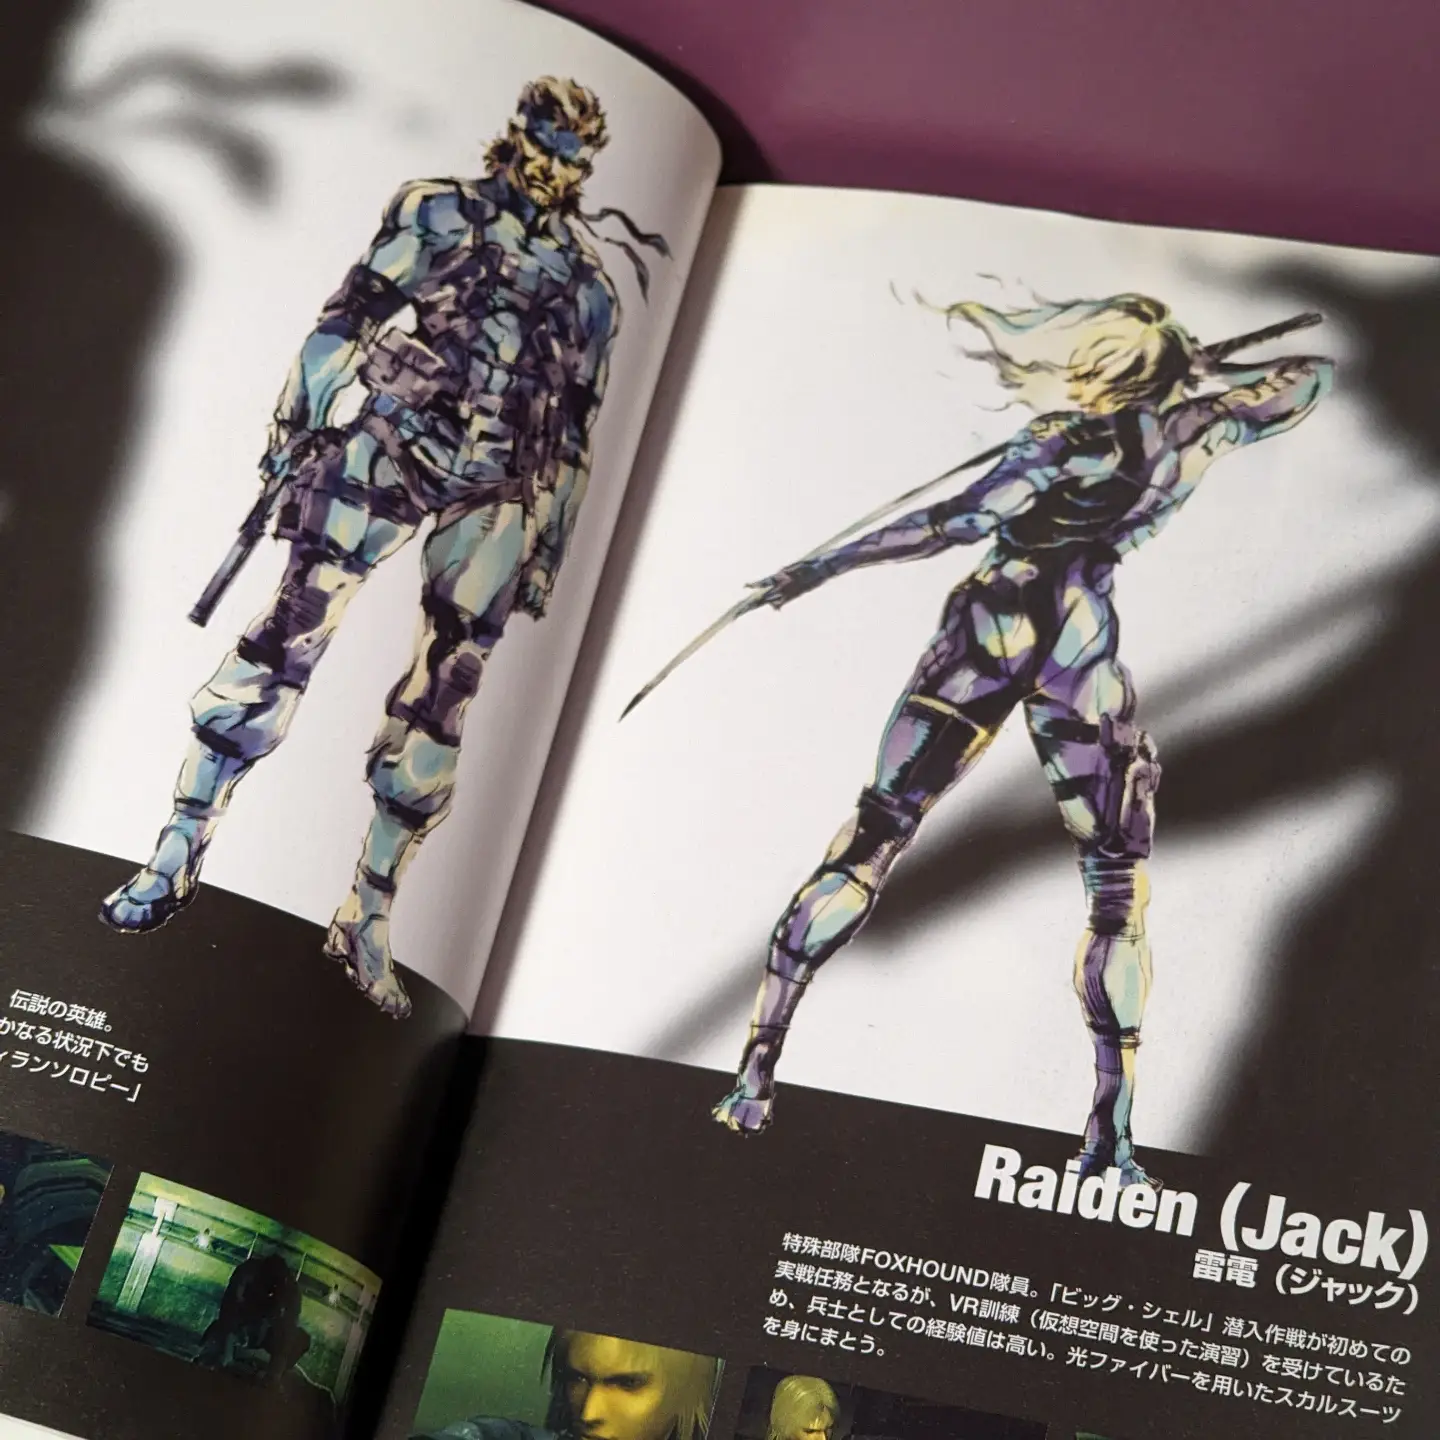 伝説の英雄。
かなる状況下でも
ィランソロピー」
Raiden (Jack)
雷電（ジャック）
特殊部隊FOXHOUND隊員。「ビッグ・シェル」潜入作戦が初めての
実戦任務となるが、VR訓練（仮想空間を使った演習）を受けているた
め、兵士としての経験値は高い。光ファイバーを用いたスカルスーツ
を身にまとう。